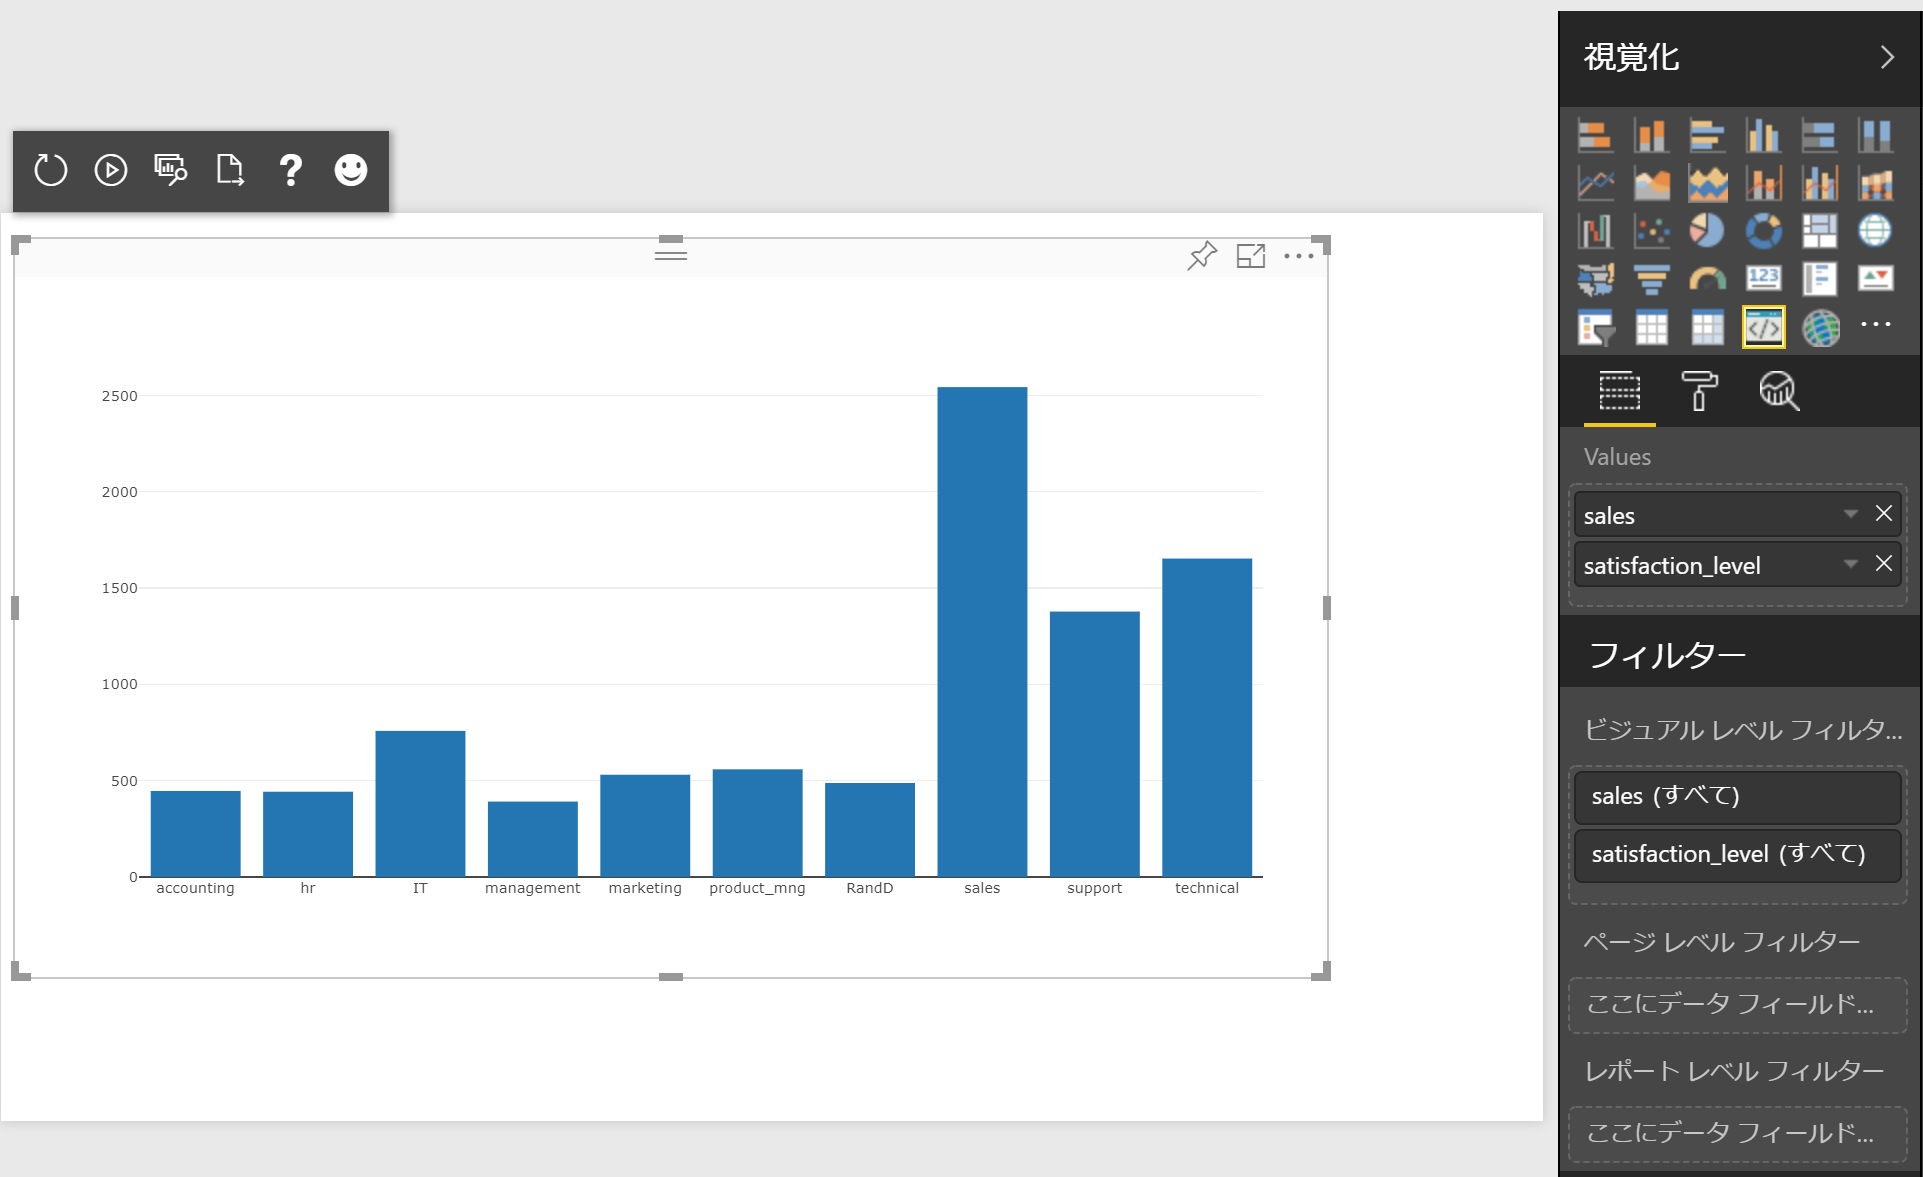 視覚化
123
</>
Values
sales
satisfaction_level
フィルター
ビジュアル レベル フィルタ...
sales (すべて)
satisfaction_level (すべて)
ページ レベル フィルター
ここにデータ フィールド...
レポート レベル フィルター
ここにデータ フィールド...
?
2500
2000
1500
1000
500
0
accounting hr IT management marketing product_mng RandD sales support technical